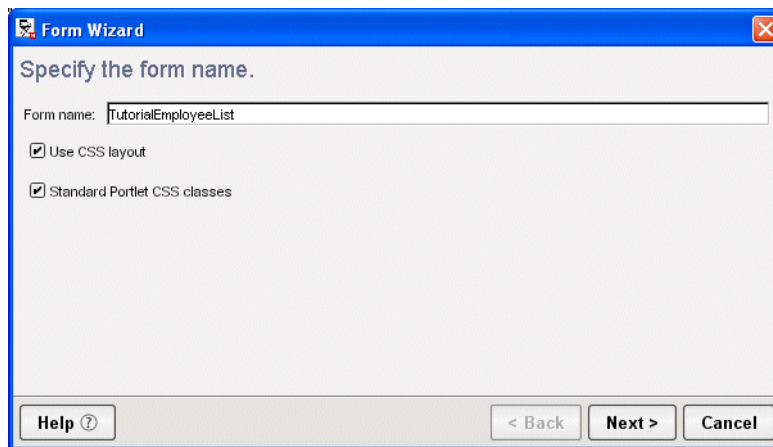 Form Wizard
Specify the form name.
Form name: TutorialEmployeeList
Use CSS layout
Standard Portlet CSS classes
Help ? < Back Next > Cancel